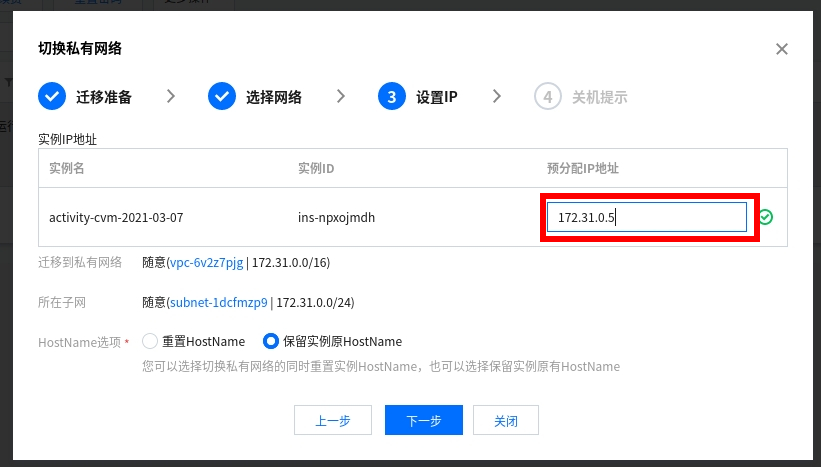 切换私有网络
迁移准备
选择网络
3 设置IP
4 关机提示
实例IP地址
实例名 实例ID 预分配IP地址
activity-cvm-2021-03-07 ins-npxojmdh 172.31.0.5
迁移到私有网络 随意(vpc-6v2z7pjg | 172.31.0.0/16)
所在子网 随意(subnet-1dcfmzp9 | 172.31.0.0/24)
HostName选项 * 重置HostName 保留实例原HostName
您可以选择切换私有网络的同时重置实例HostName，也可以选择保留实例原有HostName
上一步 下一步 关闭